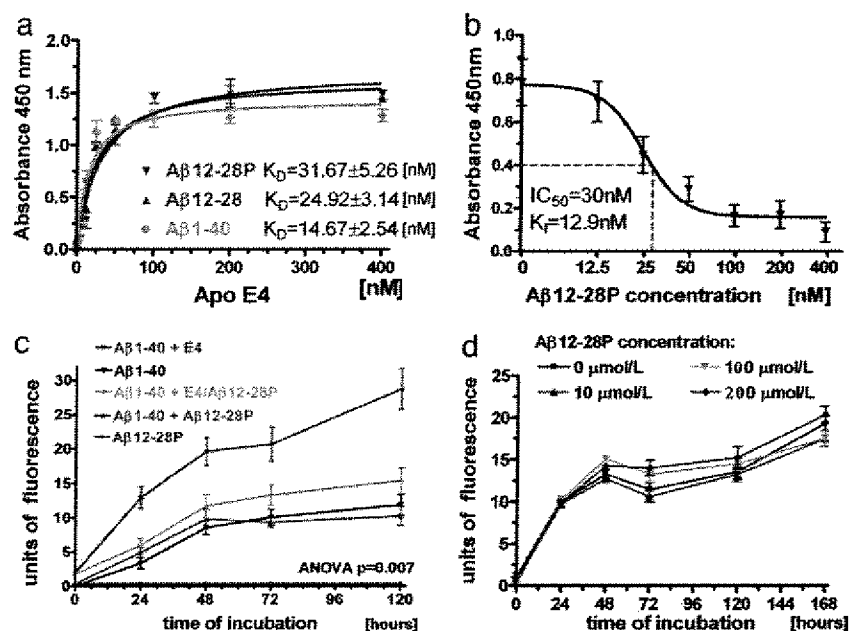 a
Absorbance 450 nm
2.0
1.5
1.0
0.5
0.0
Aβ12-28P K_D=31.67±5.26 [nM]
Aβ12-28 K_D=24.92±3.14 [nM]
Aβ1-40 K_D=14.67±2.54 [nM]
0 100 200 300 400
Apo E4 [nM]
b
Absorbance 450nm
1.0
0.8
0.6
0.4
0.2
0.0
IC50=30nM
K_I=12.9nM
0 12.5 25 50 100 200 400
Aβ12-28P concentration [nM]
c
units of fluorescence
Aβ1-40 + E4
Aβ1-40
Aβ1-40 + E4/Aβ12-28P
Aβ1-40 + Aβ12-28P
Aβ12-28P
30
25
20
15
10
5
0
ANOVA p=0.007
0 24 48 72 96 120
time of incubation [hours]
d
Aβ12-28P concentration:
0 μmol/L 100 μmol/L
10 μmol/L 200 μmol/L
units of fluorescence
25
20
15
10
5
0
0 24 48 72 96 120 144 168
time of incubation [hours]